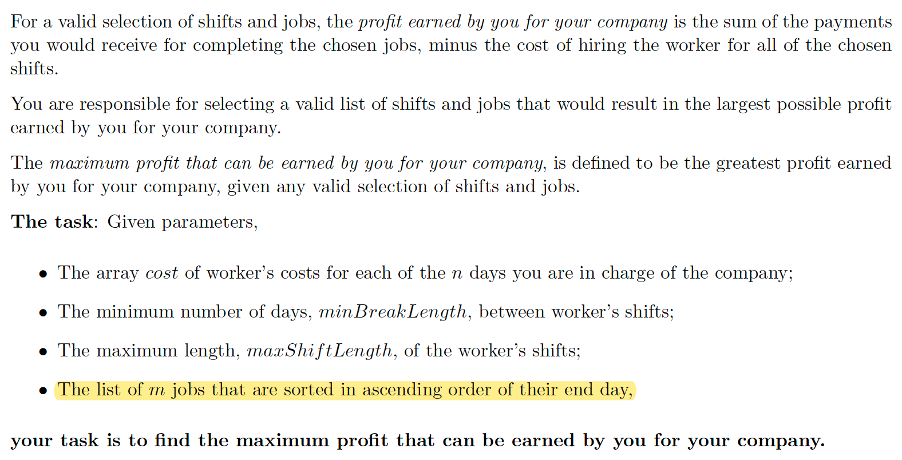 For a valid selection of shifts and jobs, the profit earned by you for your company is the sum of the payments
you would receive for completing the chosen jobs, minus the cost of hiring the worker for all of the chosen
shifts.
You are responsible for selecting a valid list of shifts and jobs that would result in the largest possible profit
earned by you for your company.
The maximum profit that can be earned by you for your company, is defined to be the greatest profit earned
by you for your company, given any valid selection of shifts and jobs.
The task: Given parameters,
• The array cost of worker's costs for each of the n days you are in charge of the company;
• The minimum number of days, minBreakLength, between worker's shifts;
• The maximum length, maxShiftLength, of the worker's shifts;
• The list of m jobs that are sorted in ascending order of their end day,
your task is to find the maximum profit that can be earned by you for your company.